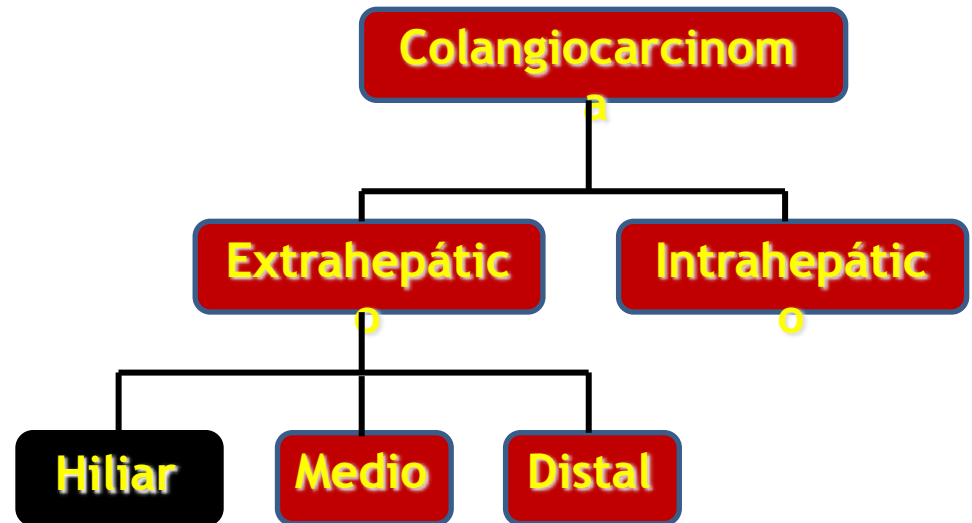 Colangiocarcinom
a
Extrahepátic
o
Intrahepátic
o
Hiliar
Medio
Distal